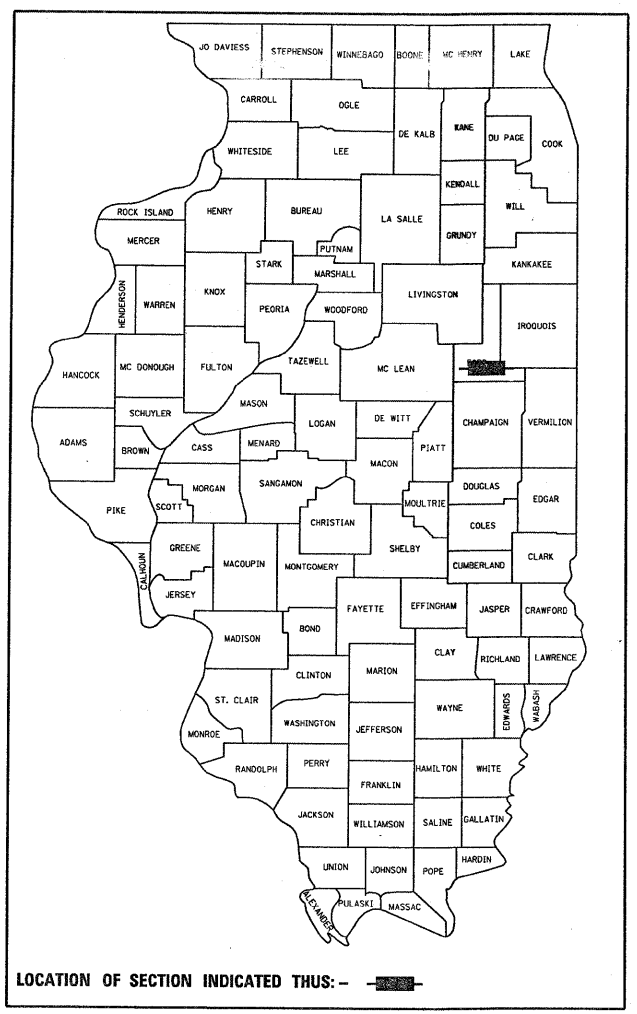 JO DAVIESS STEPHENSON WINNEBAGO BOONE MC HENRY LAKE
CARROLL OGLE DE KALB KANE DU PAGE COOK
WHITESIDE LEE KENDALL
ROCK ISLAND HENRY BUREAU LA SALLE GRUNDY WILL
MERCER PUTNAM
STARK MARSHALL KANKAKEE
HENDERSON WARREN KNOX PEORIA WOODFORD LIVINGSTON IROQUOIS
HANCOCK MC DONOUGH FULTON TAZEWELL MC LEAN
SCHUYLER MASON LOGAN DE WITT CHAMPAIGN VERMILION
ADAMS BROWN CASS MENARD MACON PIATT
PIKE SCOTT MORGAN SANGAMON MOULTRIE DOUGLAS EDGAR
CHRISTIAN COLES
CALHOUN GREENE MACOUPIN MONTGOMERY SHELBY CUMBERLAND CLARK
JERSEY FAYETTE EFFINGHAM JASPER CRAWFORD
MADISON BOND
CLINTON MARION CLAY RICHLAND LAWRENCE
ST. CLAIR WASHINGTON JEFFERSON WAYNE EDWARDS WABASH
MONROE
RANDOLPH PERRY FRANKLIN HAMILTON WHITE
JACKSON WILLIAMSON SALINE GALLATIN
UNION JOHNSON POPE HARDIN
ALEXANDER PULASKI MASSAC
LOCATION OF SECTION INDICATED THUS: -